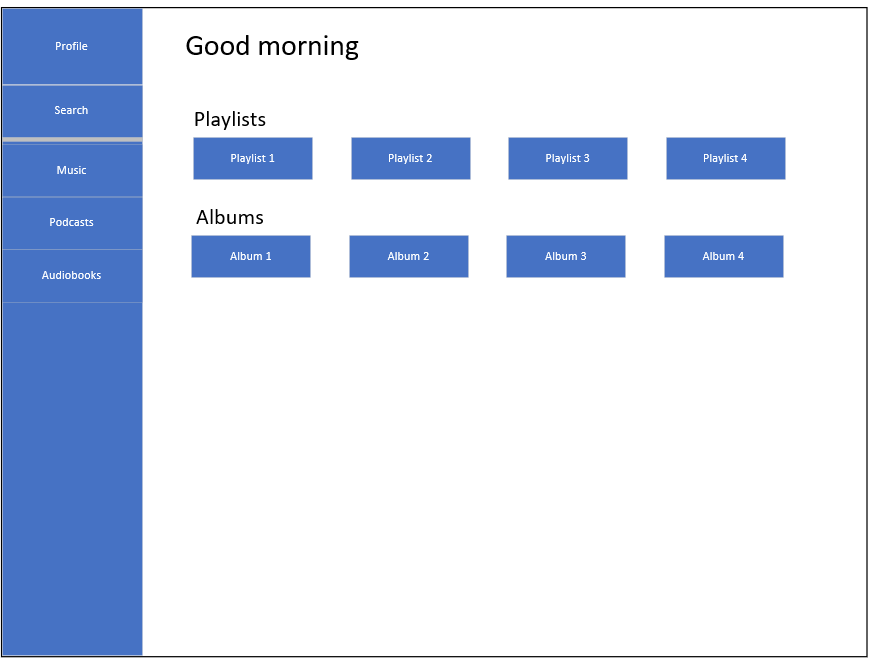 Profile
Search
Music
Podcasts
Audiobooks
Good morning
Playlists
Playlist 1
Playlist 2
Playlist 3
Playlist 4
Albums
Album 1
Album 2
Album 3
Album 4